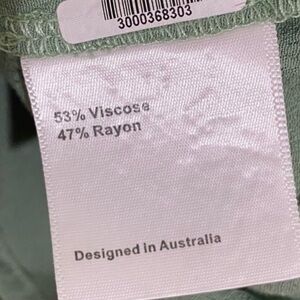 3000368303
53% Viscose
47% Rayon
Designed in Australia